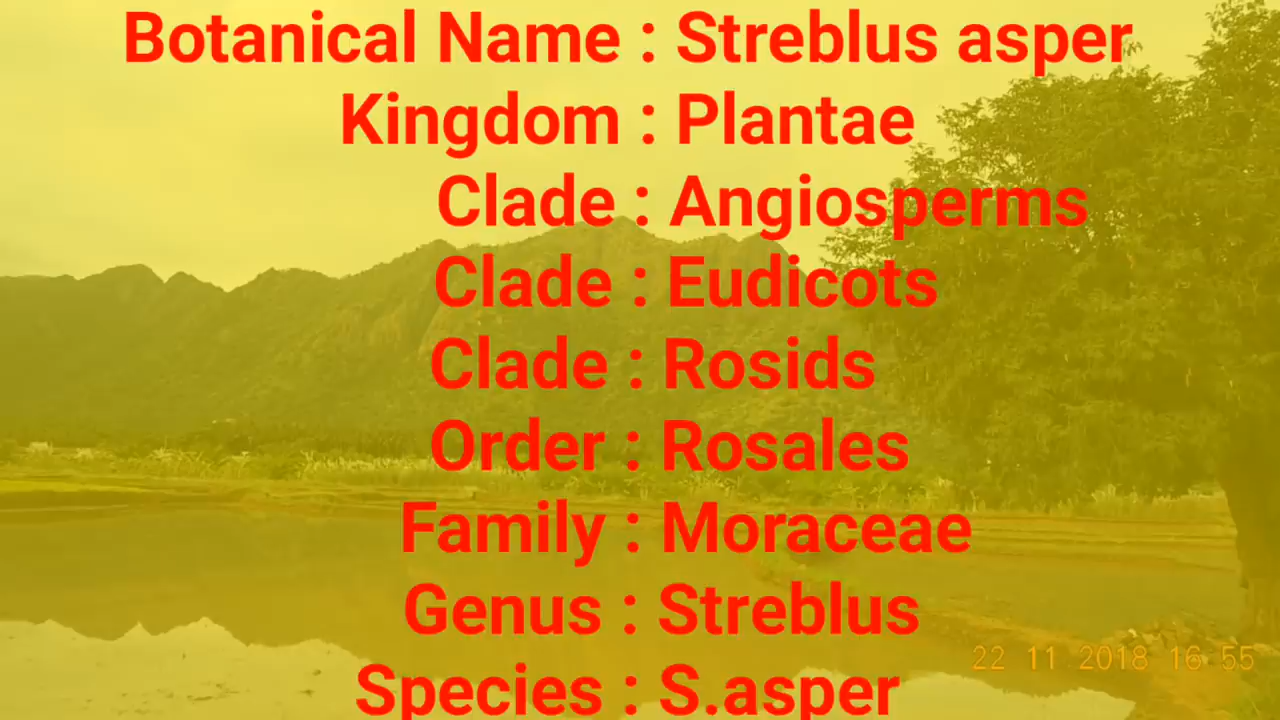 Botanical Name : Streblus asper
Kingdom : Plantae
Clade : Angiosperms
Clade : Eudicots
Clade : Rosids
Order : Rosales
Family : Moraceae
Genus : Streblus
22 11 2018 16 55
Species : S.asper